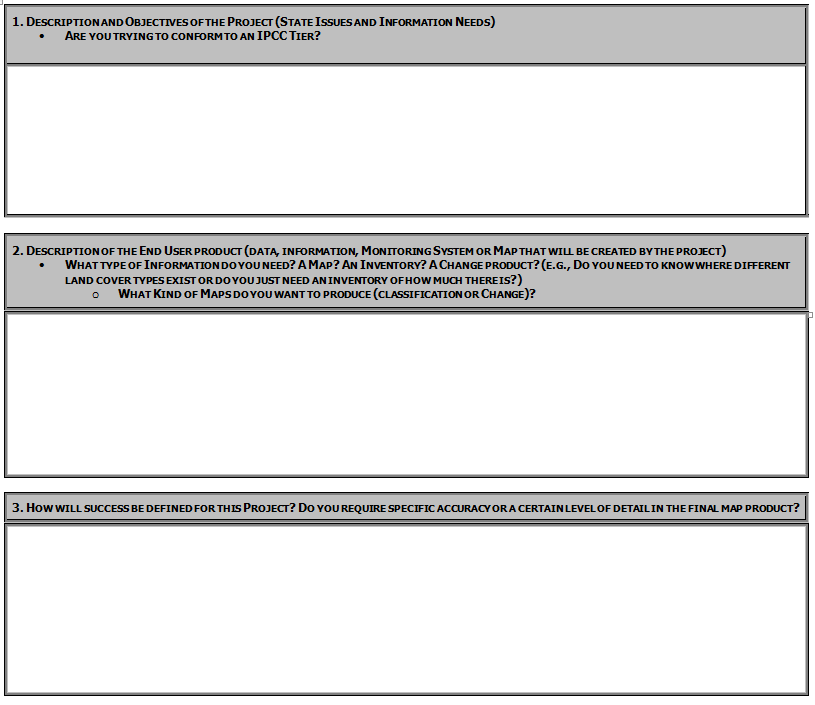 1. Description and Objectives of the Project (State Issues and Information Needs)
• Are you trying to conform to an IPCC Tier?
2. Description of the End User product (data, information, Monitoring System or Map that will be created by the project)
• What type of Information do you need? A Map? An Inventory? A Change product? (e.g., Do you need to know where different
land cover types exist or do you just need an inventory of how much there is?)
o What Kind of Maps do you want to produce (classification or Change)?
3. How will success be defined for this Project? Do you require specific accuracy or a certain level of detail in the final map product?